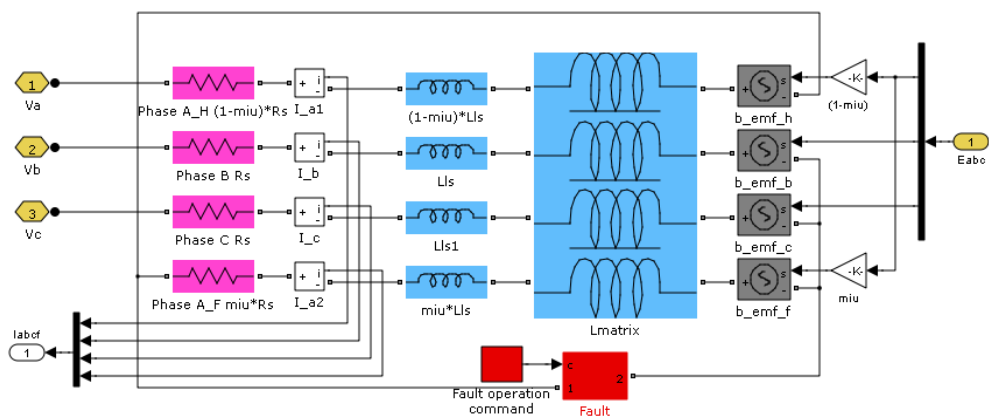 1
Va
Phase A_H (1-miu)*Rs
+ i -
I_a1
(1-miu)*Lls
+ s -
b_emf_h
-K-
(1-miu)
2
Vb
Phase B Rs
+ i -
I_b
Lls
+ s -
b_emf_b
1
Eabc
3
Vc
Phase C Rs
+ i -
I_c
Lls1
+ s -
b_emf_c
Phase A_F miu*Rs
+ i -
I_a2
miu*Lls
Lmatrix
+ s -
b_emf_f
-K-
miu
Iabcf
1
Fault operation
command
c
1
2
Fault